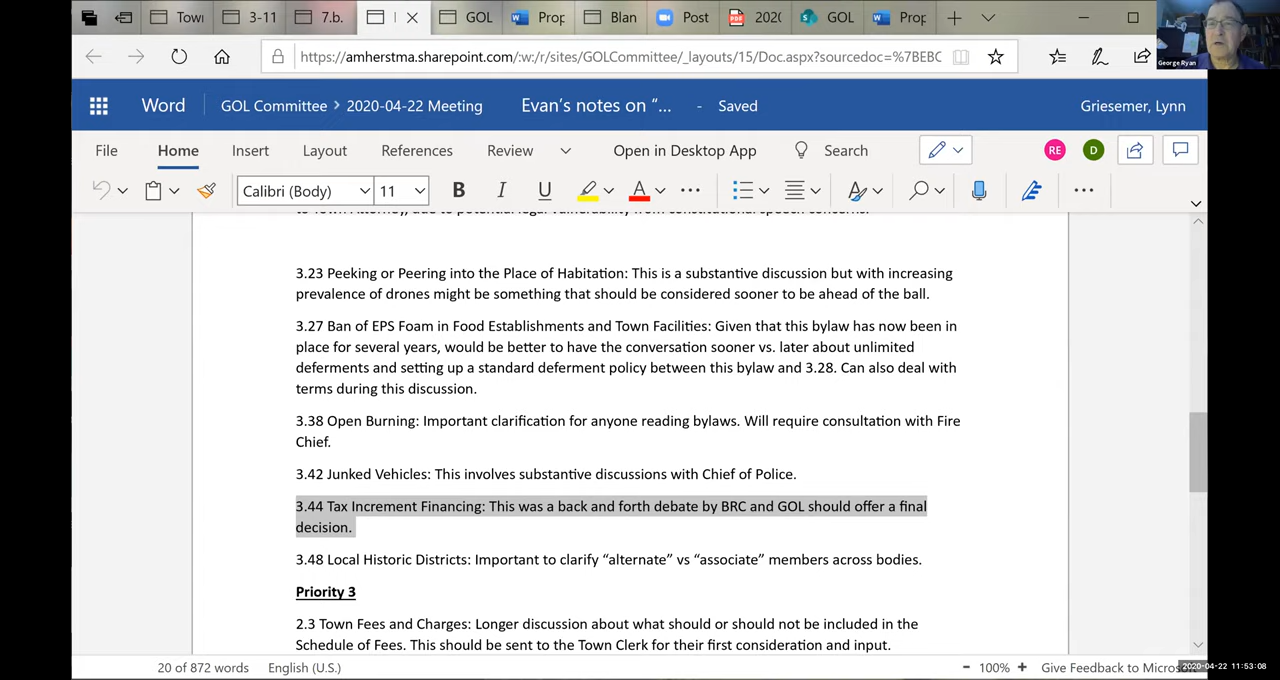 Tow
3-11
7.b.
GOL
Prop
Blan
Post
2020
GOL
Prop
https://amherstma.sharepoint.com/:w:/r/sites/GOLCommittee/_layouts/15/Doc.aspx?sourcedoc=%7BEBC
George Ryan
Word GOL Committee > 2020-04-22 Meeting Evan's notes on "... - Saved Griesemer, Lynn
File Home Insert Layout References Review Open in Desktop App Search RE D
Calibri (Body) 11 B I U A
3.23 Peeking or Peering into the Place of Habitation: This is a substantive discussion but with increasing
prevalence of drones might be something that should be considered sooner to be ahead of the ball.
3.27 Ban of EPS Foam in Food Establishments and Town Facilities: Given that this bylaw has now been in
place for several years, would be better to have the conversation sooner vs. later about unlimited
deferments and setting up a standard deferment policy between this bylaw and 3.28. Can also deal with
terms during this discussion.
3.38 Open Burning: Important clarification for anyone reading bylaws. Will require consultation with Fire
Chief.
3.42 Junked Vehicles: This involves substantive discussions with Chief of Police.
3.44 Tax Increment Financing: This was a back and forth debate by BRC and GOL should offer a final
decision.
3.48 Local Historic Districts: Important to clarify "alternate" vs "associate" members across bodies.
Priority 3
2.3 Town Fees and Charges: Longer discussion about what should or should not be included in the
Schedule of Fees. This should be sent to the Town Clerk for their first consideration and input.
20 of 872 words English (U.S.) - 100% + Give Feedback to Micros
2020-04-22 11:53:08